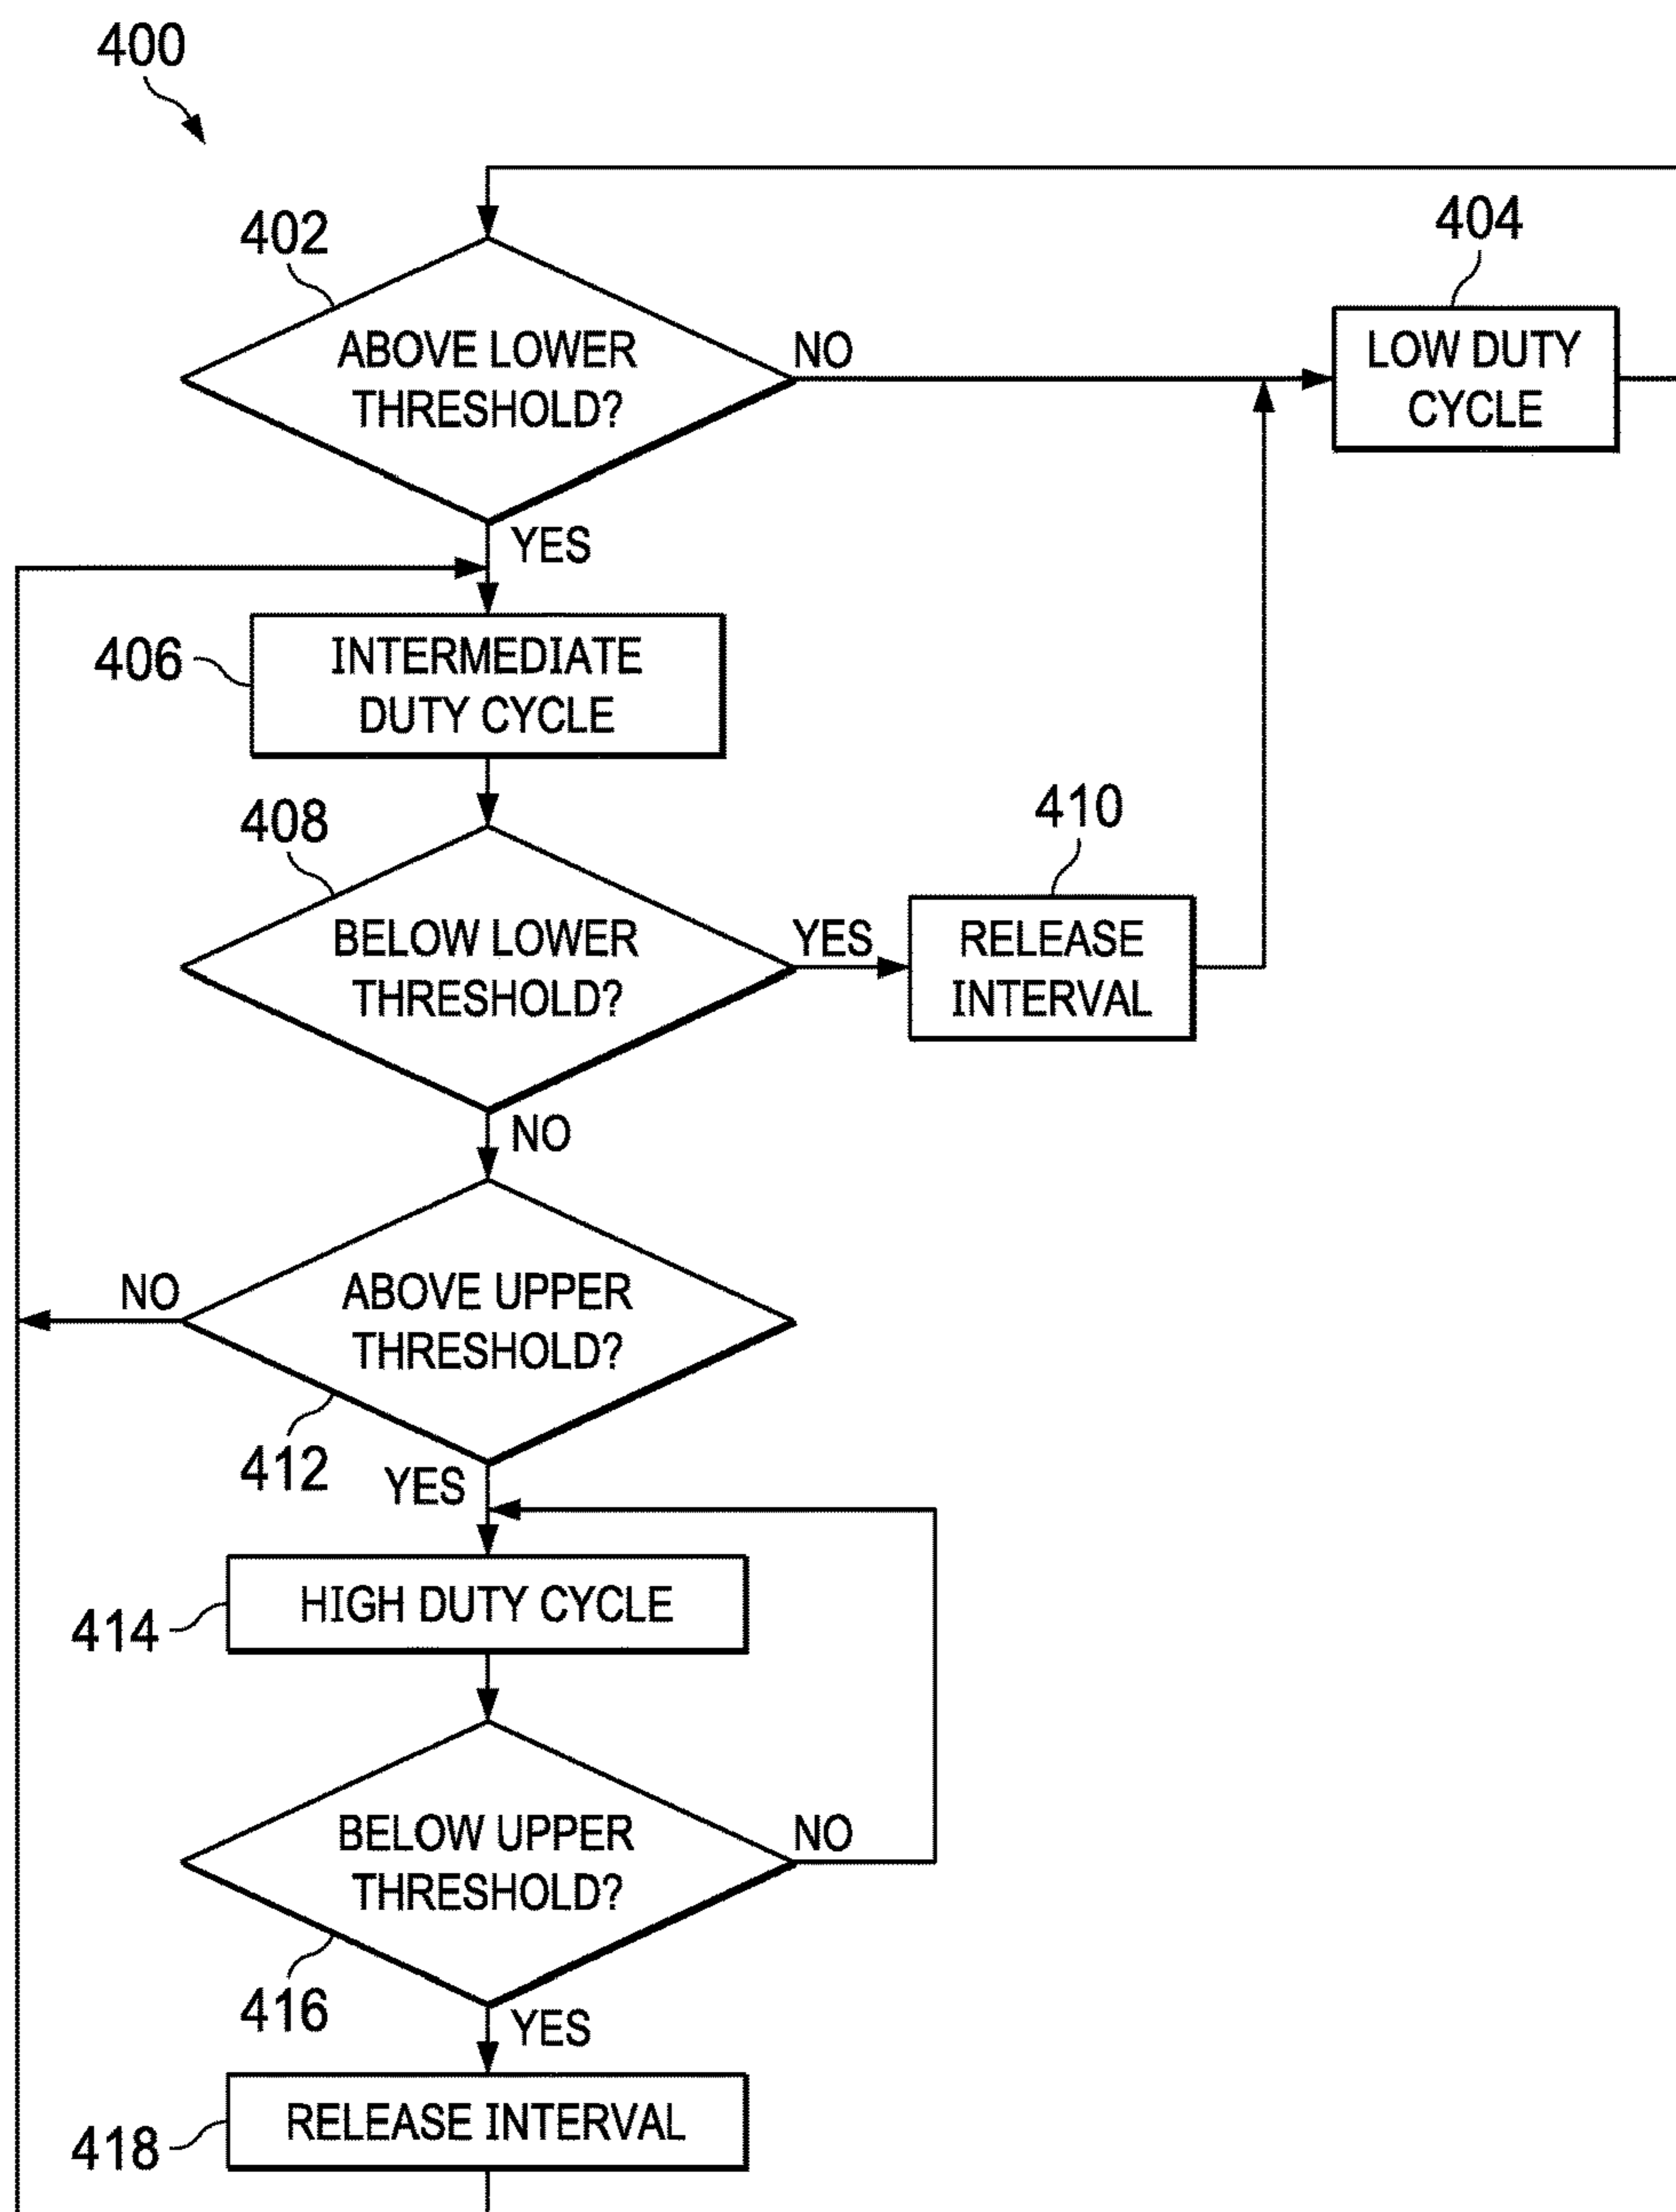 400
402
ABOVE LOWER
THRESHOLD?
NO
404
LOW DUTY
CYCLE
YES
406
INTERMEDIATE
DUTY CYCLE
408
BELOW LOWER
THRESHOLD?
YES
410
RELEASE
INTERVAL
NO
NO
ABOVE UPPER
THRESHOLD?
412
YES
414
HIGH DUTY CYCLE
BELOW UPPER
THRESHOLD?
NO
416
YES
418
RELEASE INTERVAL